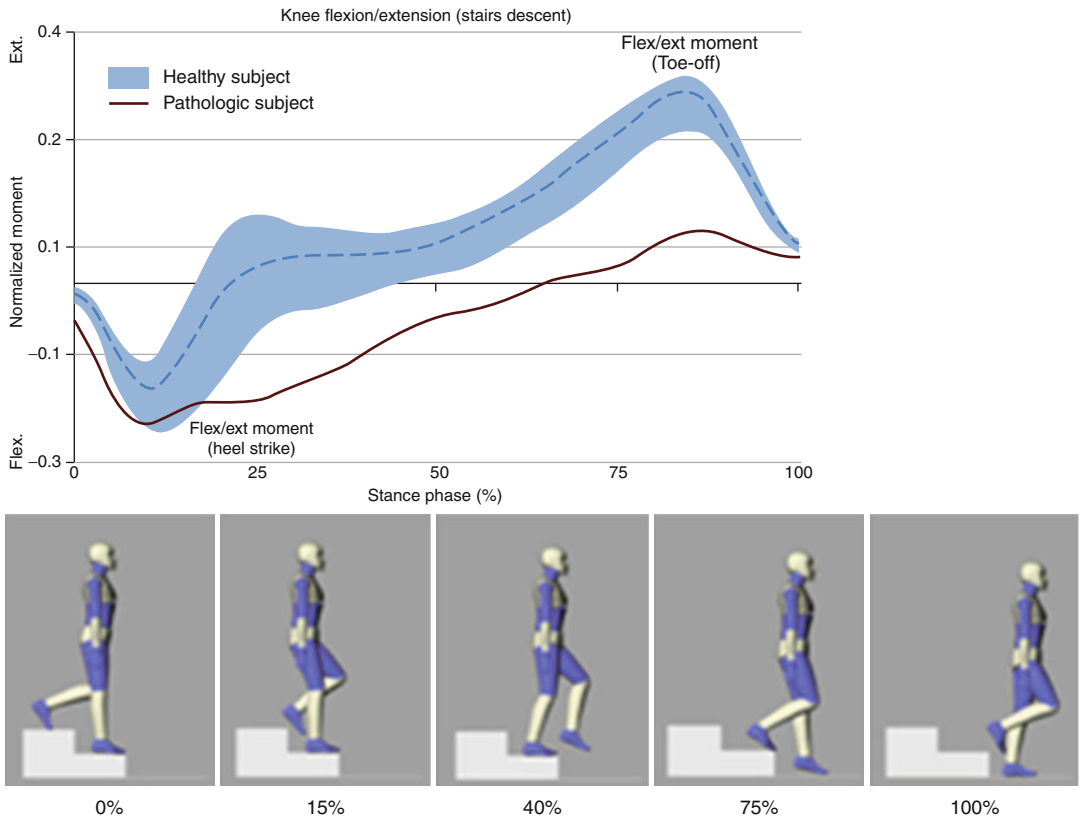 Knee flexion/extension (stairs descent)
Ext.
Normalized moment
Flex.
0.4
0.2
0.1
–0.1
–0.3
Healthy subject
Pathologic subject
Flex/ext moment
(Toe-off)
Flex/ext moment
(heel strike)
0 25 50 75 100
Stance phase (%)
0% 15% 40% 75% 100%